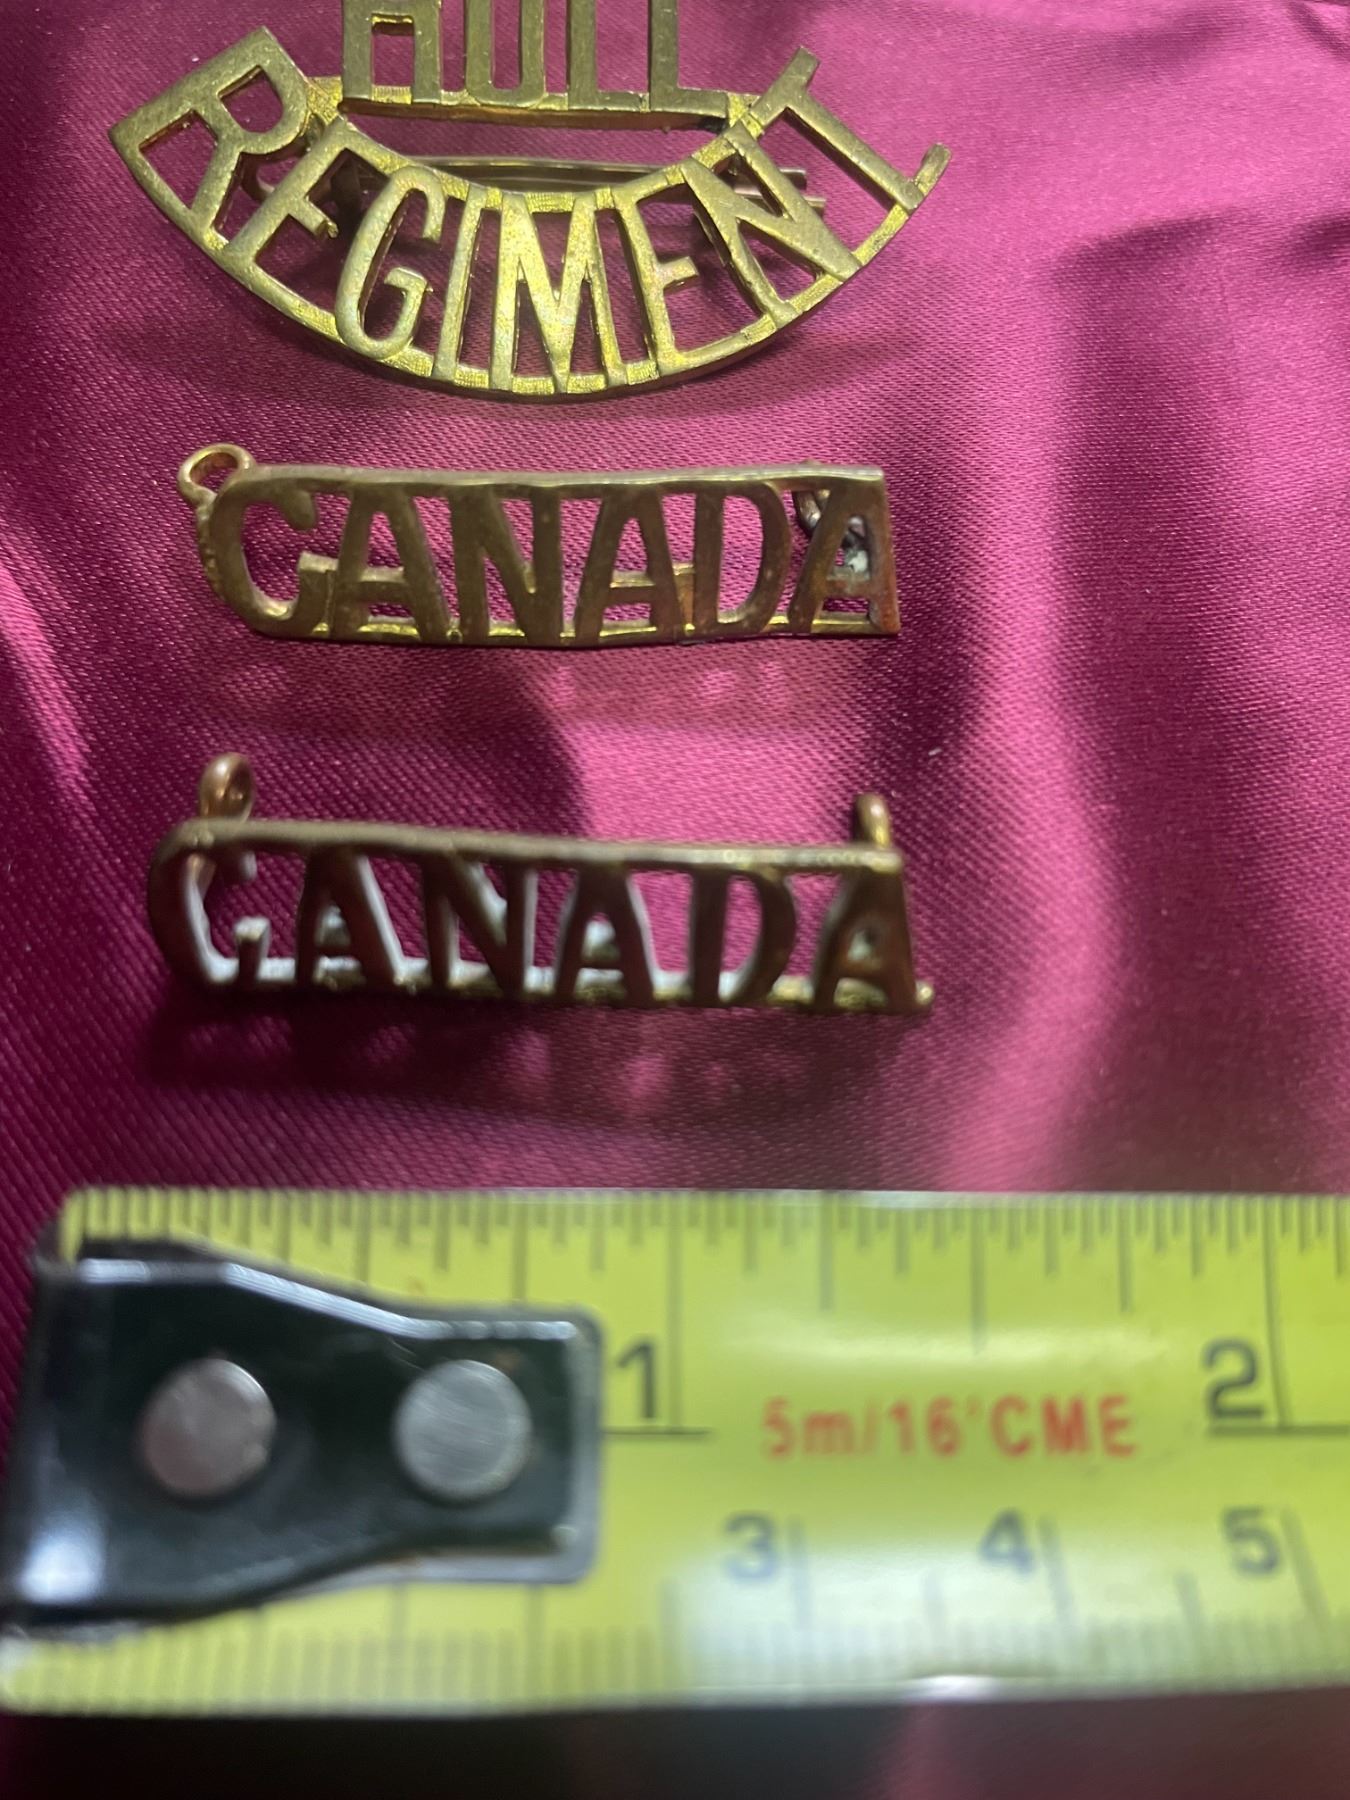 HULL
REGIMENT
CANADA
CANADA
1 2
5m/16'CME
3 4 5